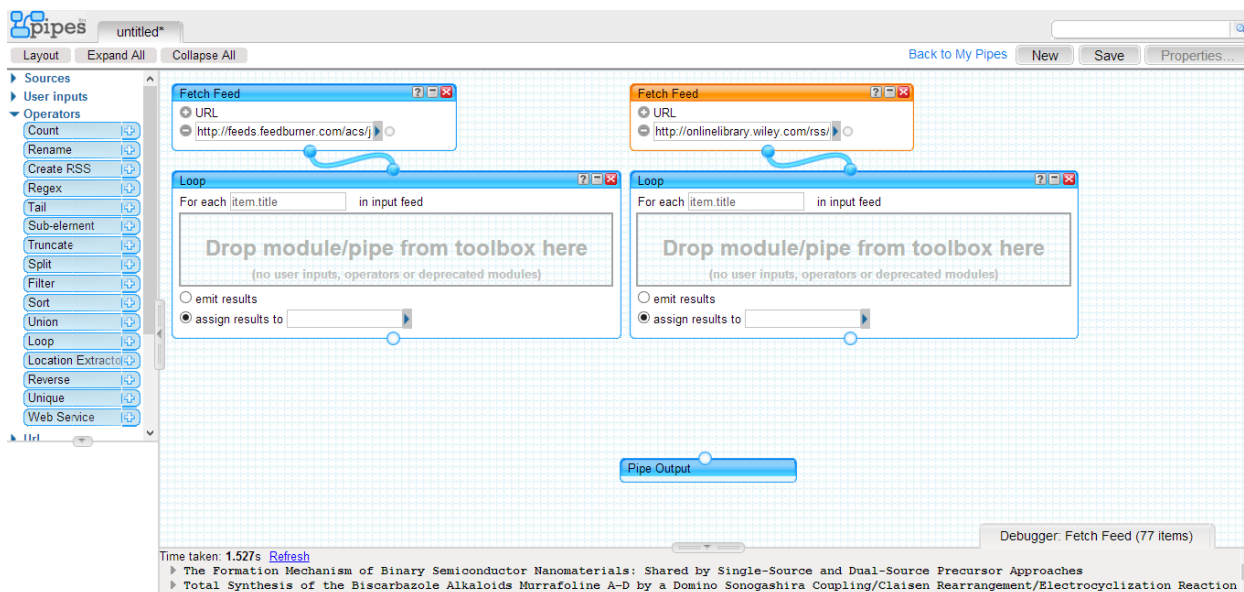 pipes
untitled*
Layout Expand All Collapse All Back to My Pipes New Save Properties...
Sources
User inputs
Operators
Count
Rename
Create RSS
Regex
Tail
Sub-element
Truncate
Split
Filter
Sort
Union
Loop
Location Extracto
Reverse
Unique
Web Service
Url
Fetch Feed
URL
http://feeds.feedburner.com/acs/j
Fetch Feed
URL
http://onlinelibrary.wiley.com/rss/
Loop
For each item.title in input feed
Drop module/pipe from toolbox here
(no user inputs, operators or deprecated modules)
emit results
assign results to
Loop
For each item.title in input feed
Drop module/pipe from toolbox here
(no user inputs, operators or deprecated modules)
emit results
assign results to
Pipe Output
Debugger: Fetch Feed (77 items)
Time taken: 1.527s Refresh
The Formation Mechanism of Binary Semiconductor Nanomaterials: Shared by Single-Source and Dual-Source Precursor Approaches
Total Synthesis of the Biscarbazole Alkaloids Murrafoline A-D by a Domino Sonogashira Coupling/Claisen Rearrangement/Electrocyclization Reaction